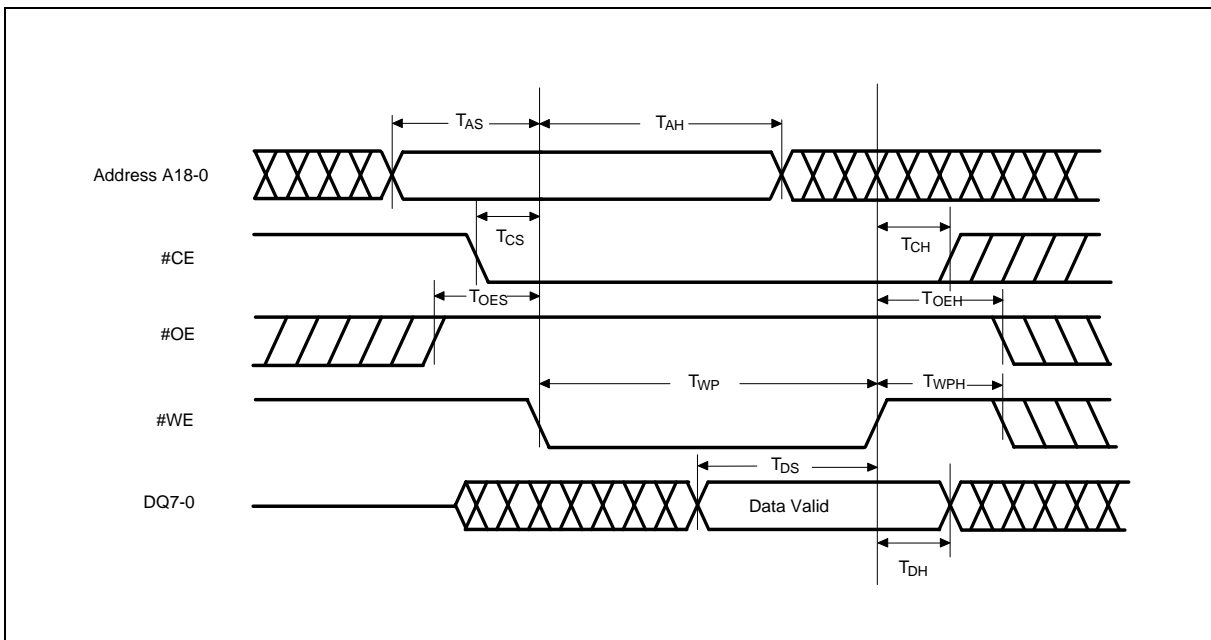 TAS
TAH
Address A18-0
TCS
TCH
#CE
TOES
TOEH
#OE
TWP
TWPH
#WE
TDS
DQ7-0
Data Valid
TDH